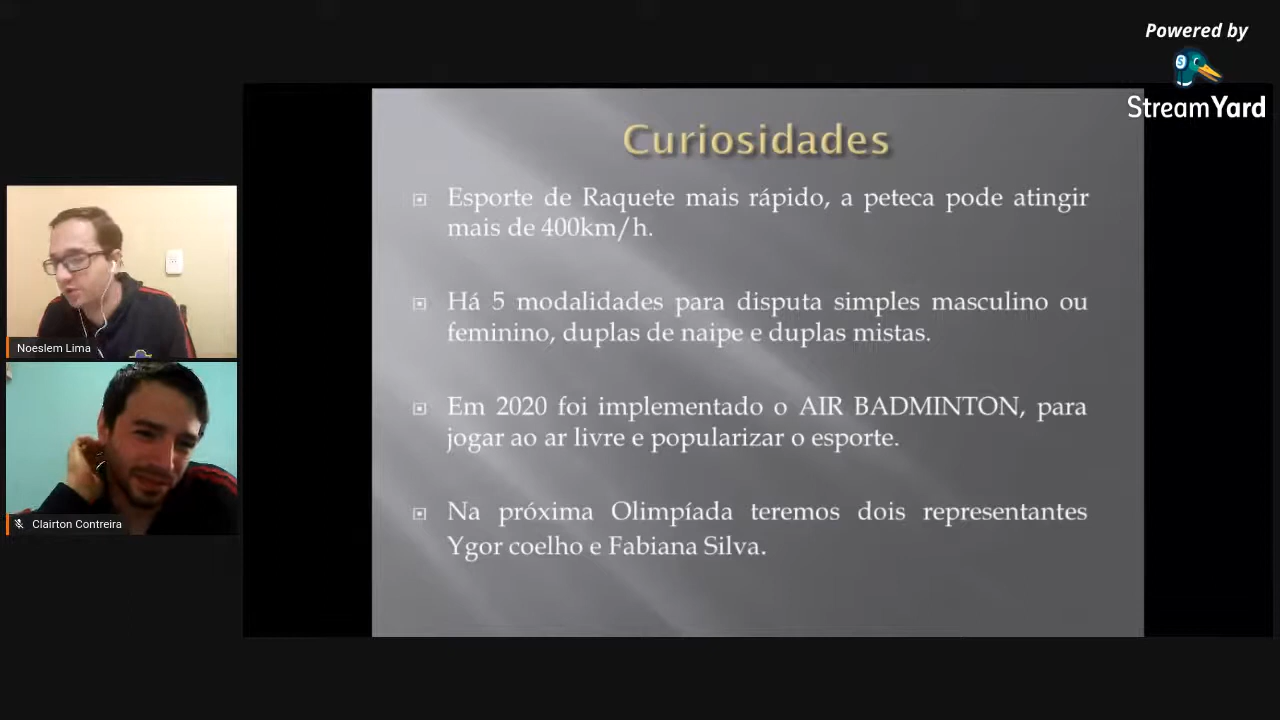 Powered by
StreamYard
Curiosidades
Esporte de Raquete mais rápido, a peteca pode atingir
mais de 400km/h.
Há 5 modalidades para disputa simples masculino ou
feminino, duplas de naipe e duplas mistas.
Em 2020 foi implementado o AIR BADMINTON, para
jogar ao ar livre e popularizar o esporte.
Na próxima Olimpíada teremos dois representantes
Ygor coelho e Fabiana Silva.
Noeslem Lima
Clairton Contreira